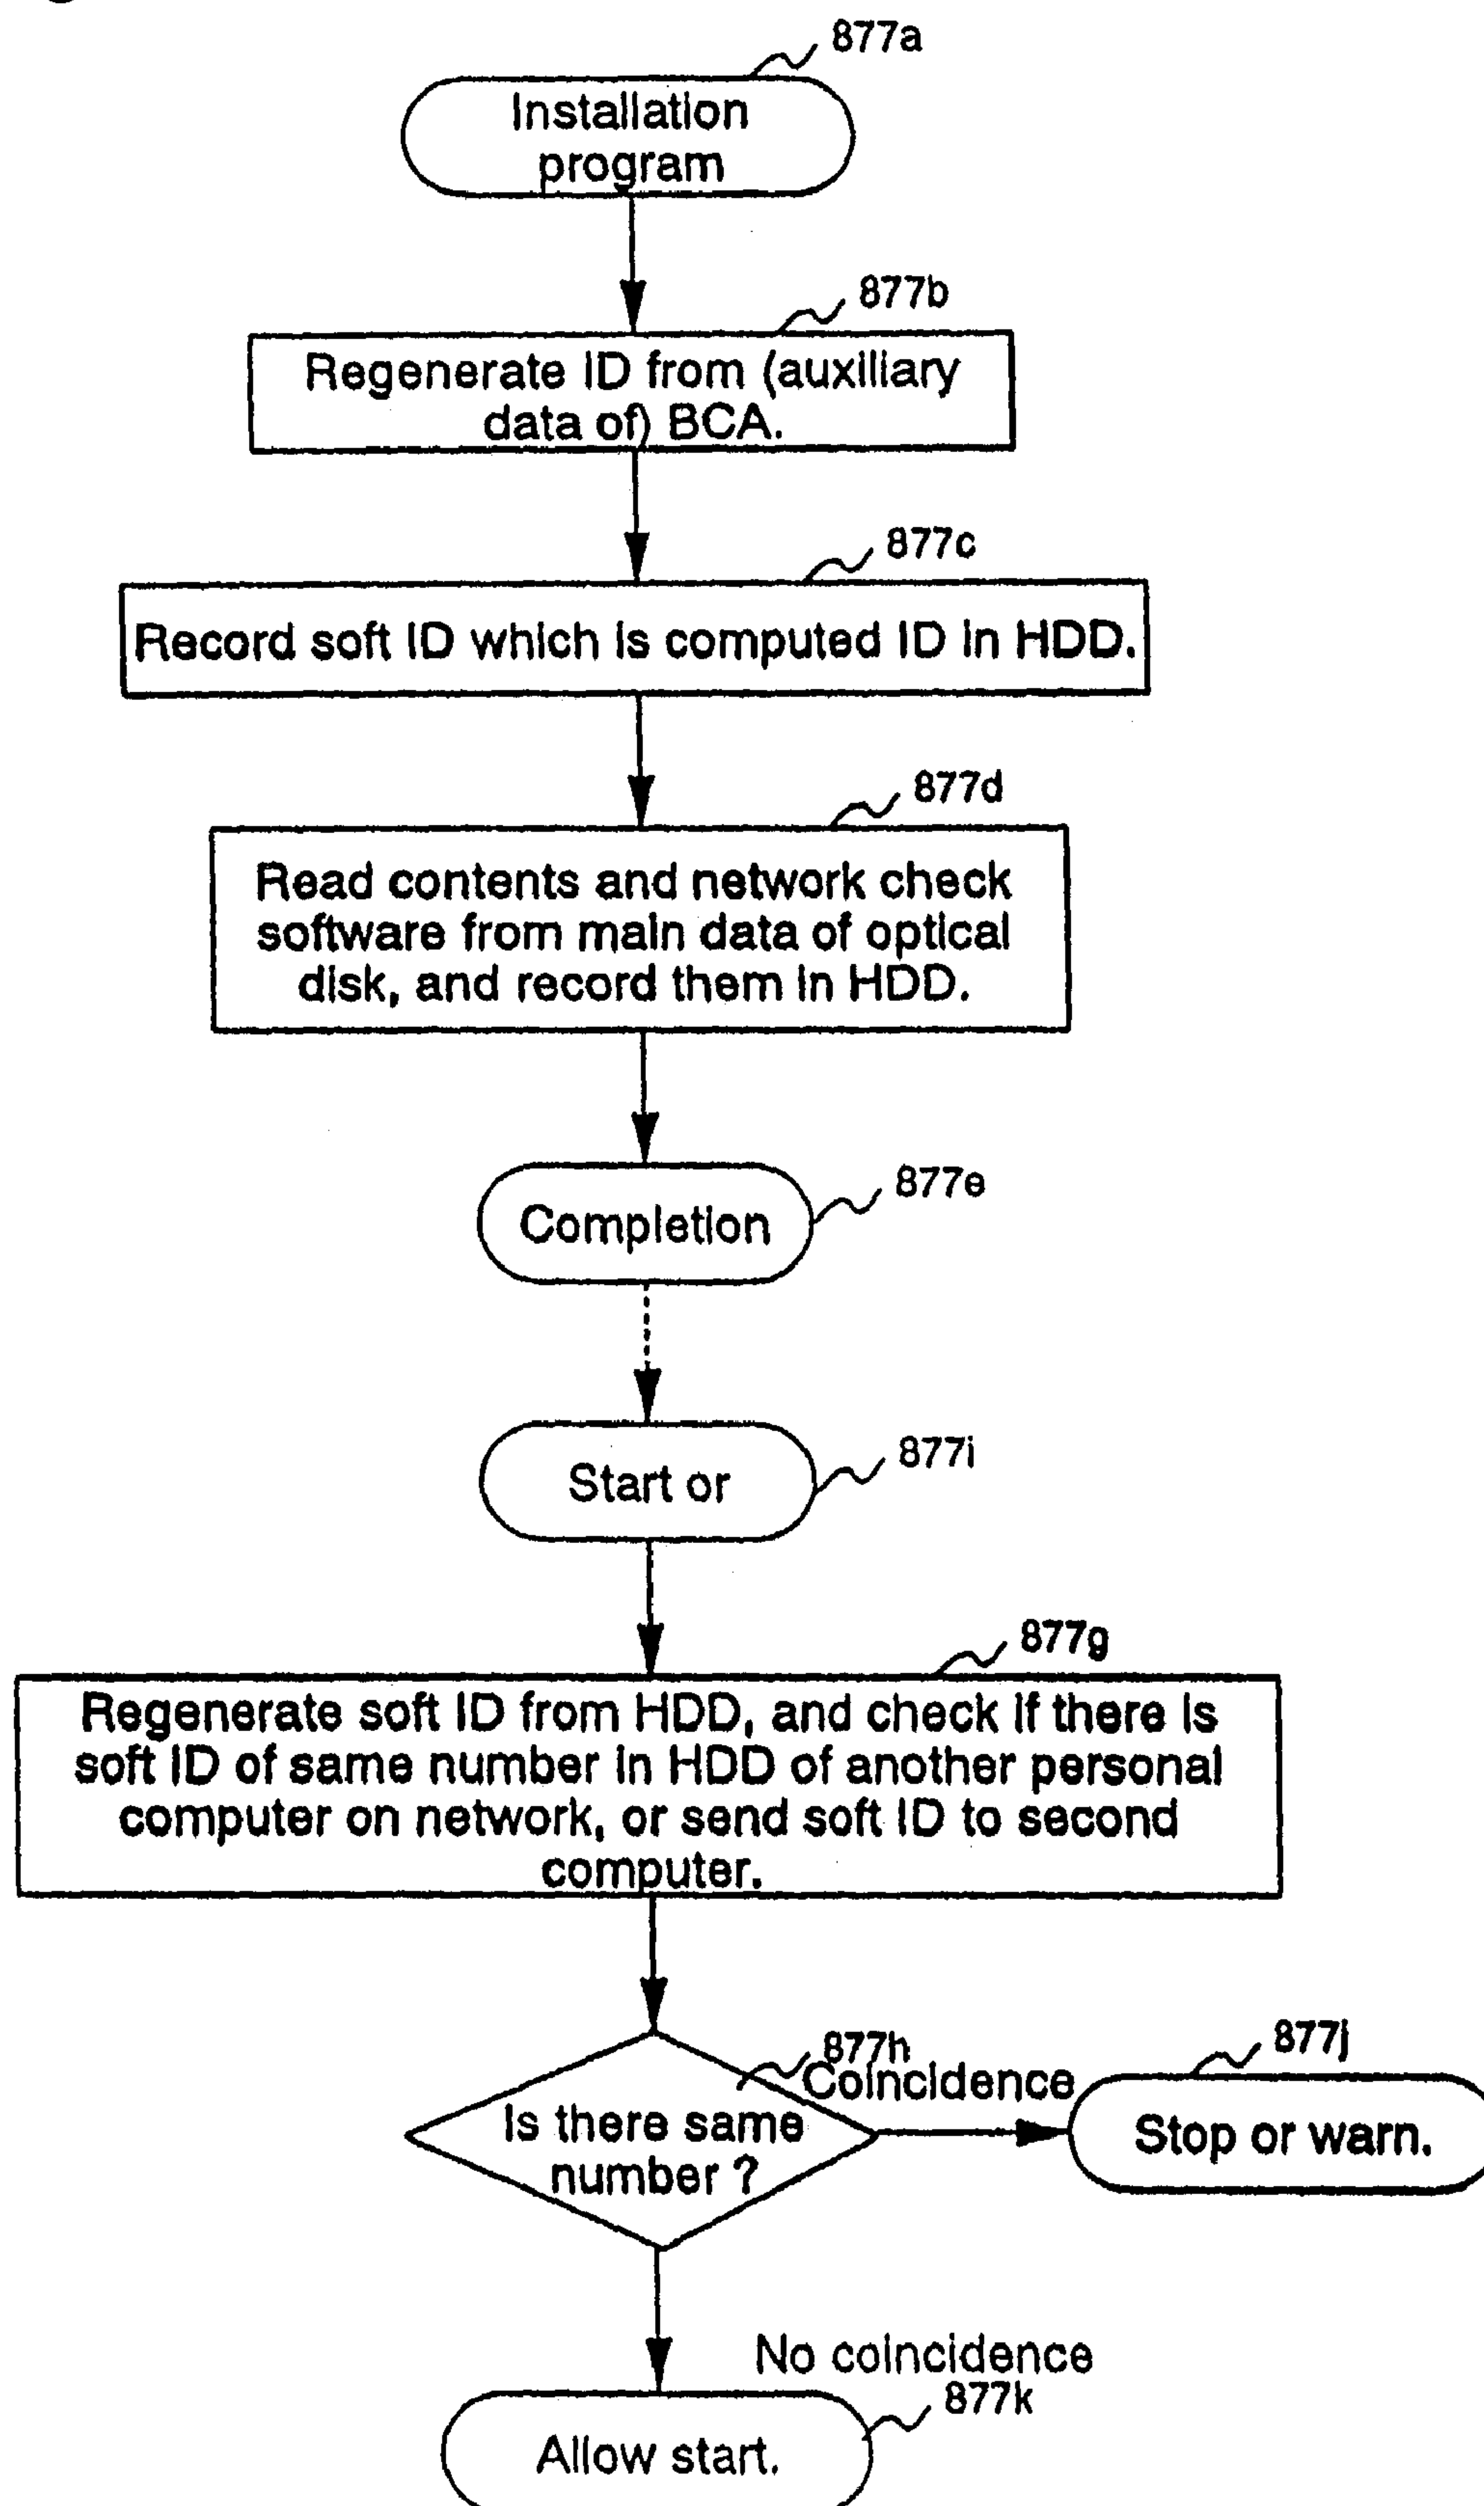 877a
Installation
program
877b
Regenerate ID from (auxiliary
data of) BCA.
877c
Record soft ID which is computed ID in HDD.
877d
Read contents and network check
software from main data of optical
disk, and record them in HDD.
877e
Completion
877i
Start or
877g
Regenerate soft ID from HDD, and check if there is
soft ID of same number in HDD of another personal
computer on network, or send soft ID to second
computer.
877h
Coincidence
877j
Is there same
number ?
Stop or warn.
No coincidence
877k
Allow start.